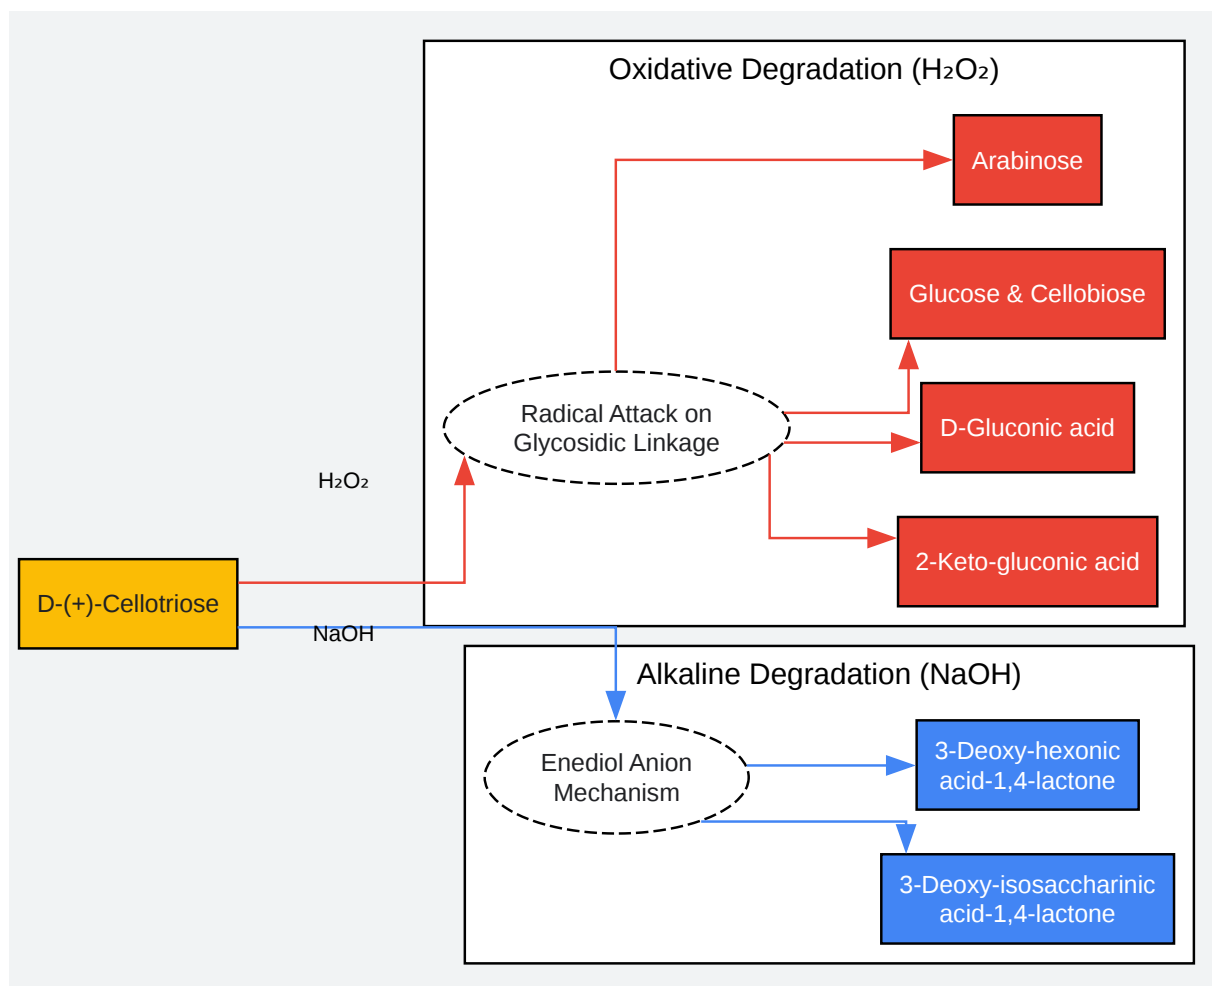 Oxidative Degradation (H₂O₂)
Arabinose
Glucose & Cellobiose
Radical Attack on
Glycosidic Linkage
D-Gluconic acid
H₂O₂
2-Keto-gluconic acid
D-(+)-Cellotriose
NaOH
Alkaline Degradation (NaOH)
Enediol Anion
Mechanism
3-Deoxy-hexonic
acid-1,4-lactone
3-Deoxy-isosaccharinic
acid-1,4-lactone